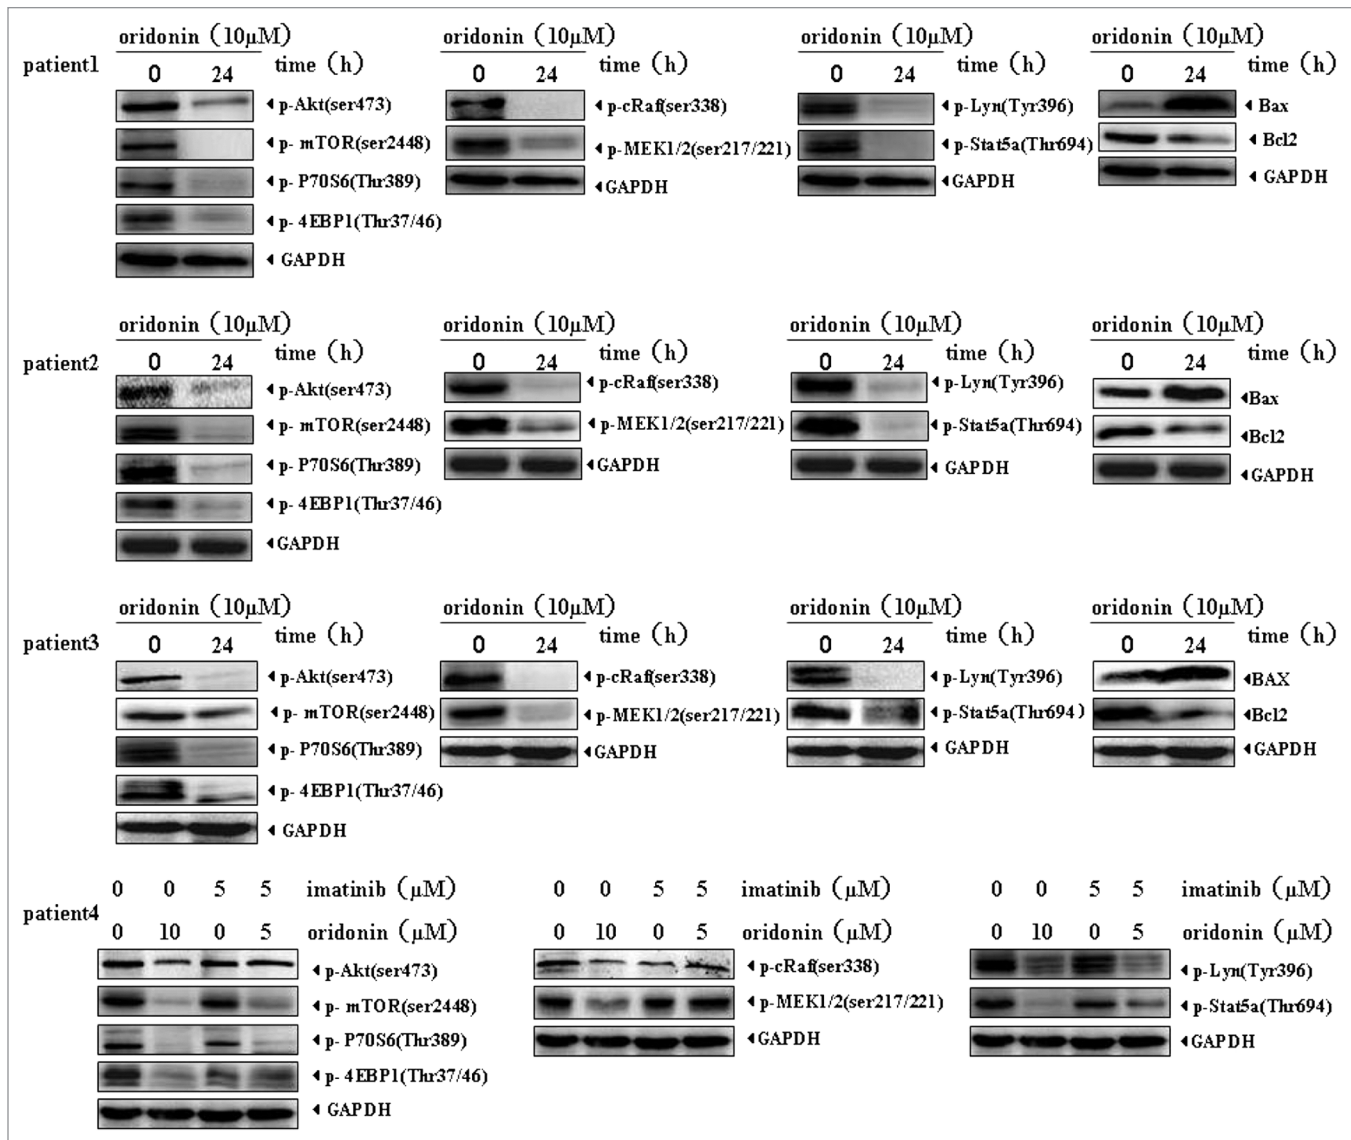 oridonin (10μM) oridonin (10μM) oridonin (10μM) oridonin (10μM)
patient1 0 24 time (h) 0 24 time (h) 0 24 time (h) 0 24 time (h)
p-Akt(ser473) p-cRaf(ser338) p-Lyn(Tyr396) Bax
p- mTOR(ser2448) p-MEK1/2(ser217/221) p-Stat5a(Thr694) Bcl2
p- P70S6(Thr389) GAPDH GAPDH GAPDH
p- 4EBP1(Thr37/46)
GAPDH
oridonin (10μM) oridonin (10μM) oridonin (10μM) oridonin (10μM)
patient2 0 24 time (h) 0 24 time (h) 0 24 time (h) 0 24 time (h)
p-Akt(ser473) p-cRaf(ser338) p-Lyn(Tyr396) Bax
p- mTOR(ser2448) p-MEK1/2(ser217/221) p-Stat5a(Thr694) Bcl2
p- P70S6(Thr389) GAPDH GAPDH GAPDH
p- 4EBP1(Thr37/46)
GAPDH
oridonin (10μM) oridonin (10μM) oridonin (10μM) oridonin (10μM)
patient3 0 24 time (h) 0 24 time (h) 0 24 time (h) 0 24 time (h)
p-Akt(ser473) p-cRaf(ser338) p-Lyn(Tyr396) BAX
p- mTOR(ser2448) p-MEK1/2(ser217/221) p-Stat5a(Thr694) Bcl2
p- P70S6(Thr389) GAPDH GAPDH GAPDH
p- 4EBP1(Thr37/46)
GAPDH
0 0 5 5 imatinib (μM) 0 0 5 5 imatinib (μM) 0 0 5 5 imatinib (μM)
patient4
0 10 0 5 oridonin (μM) 0 10 0 5 oridonin (μM) 0 10 0 5 oridonin (μM)
p-Akt(ser473) p-cRaf(ser338) p-Lyn(Tyr396)
p- mTOR(ser2448) p-MEK1/2(ser217/221) p-Stat5a(Thr694)
p- P70S6(Thr389) GAPDH GAPDH
p- 4EBP1(Thr37/46)
GAPDH